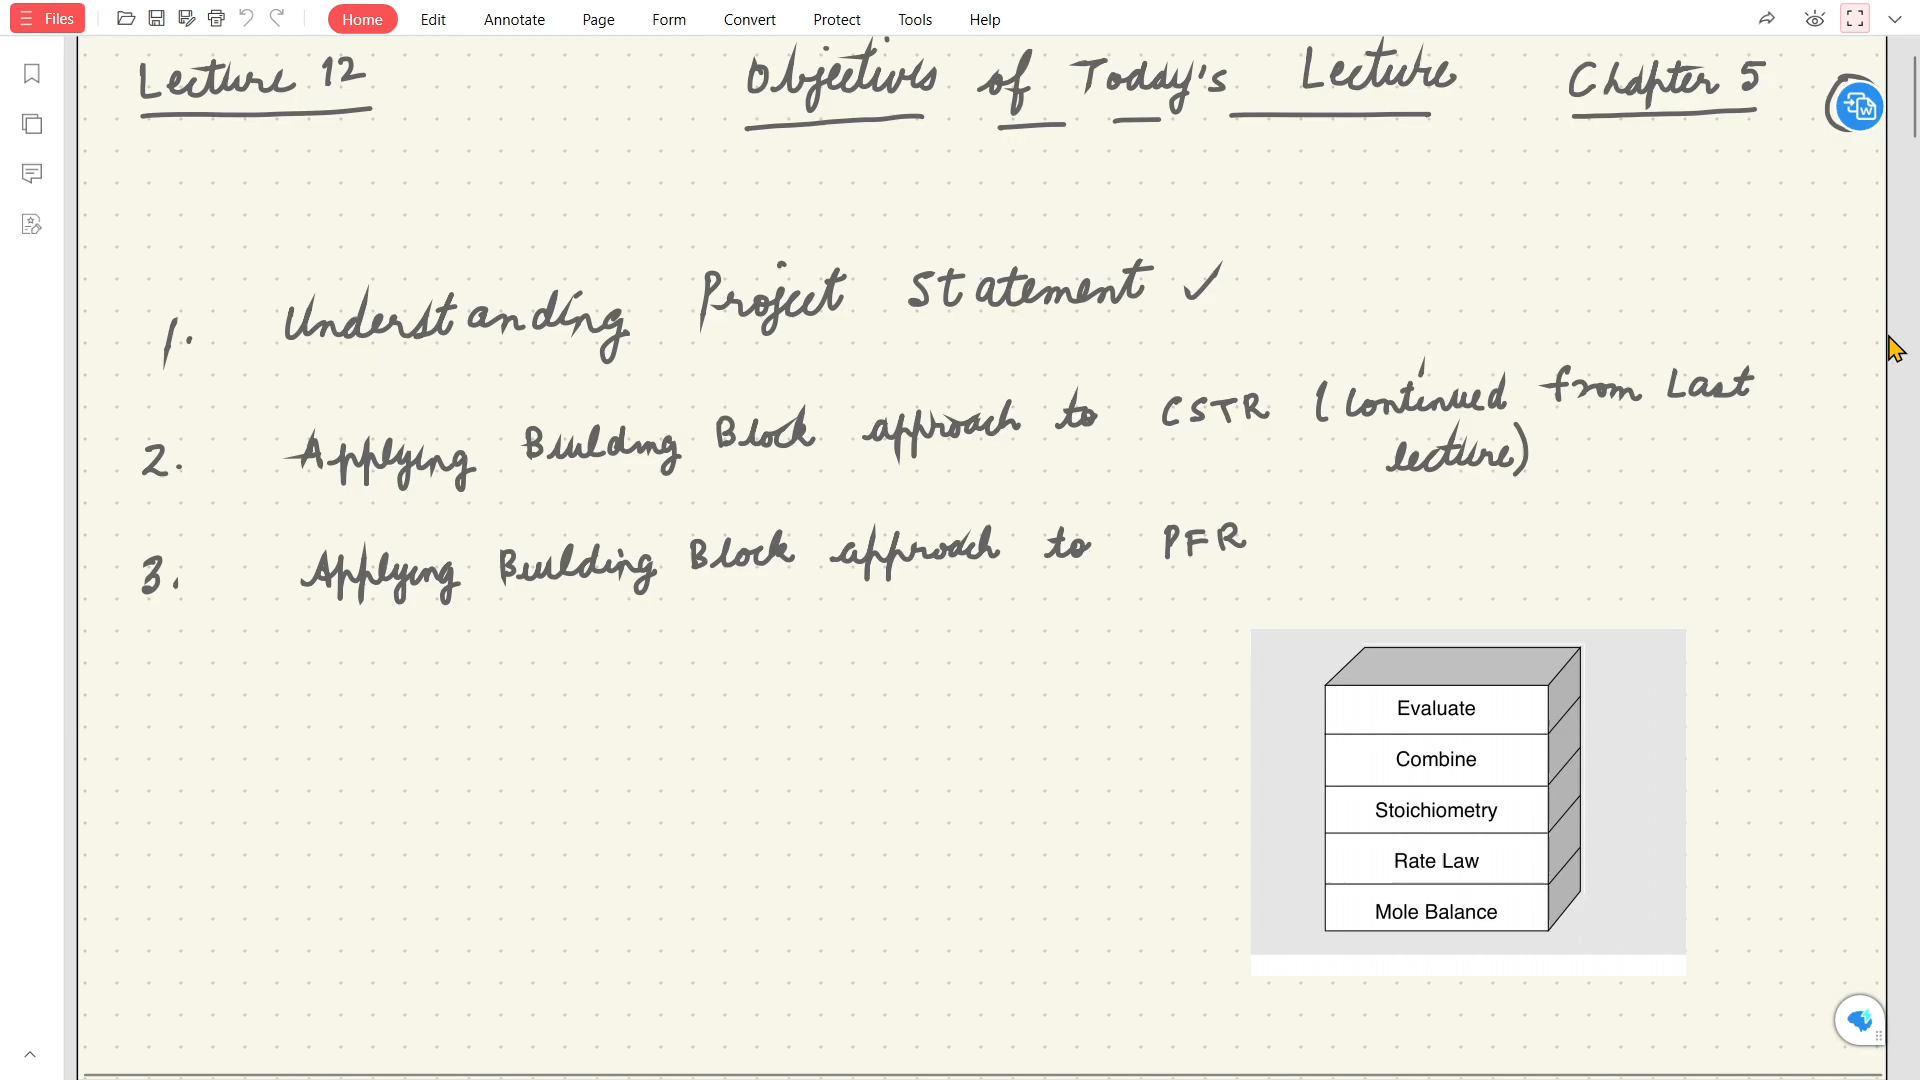 Files Home Edit Annotate Page Form Convert Protect Tools Help
Lecture 12 Objectives of Today's Lecture Chapter 5
W
1. Understanding Project Statement ✓
2. Applying Building Block approach to CSTR (Continued from Last
lecture)
3. Applying Building Block approach to PFR
Evaluate
Combine
Stoichiometry
Rate Law
Mole Balance